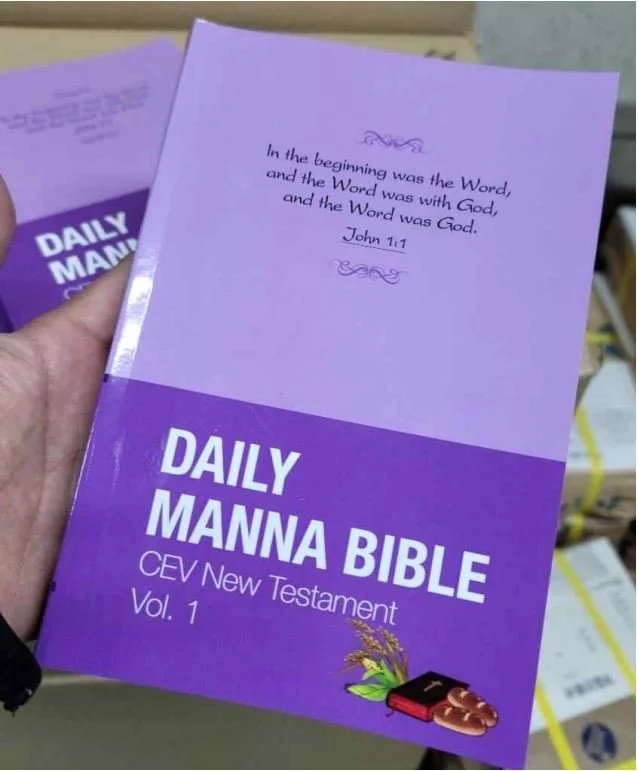 In the beginning was the Word,
and the Word was with God,
and the Word was God.
John 1:1
DAILY
MANNA BIBLE
CEV New Testament
Vol. 1
DAILY